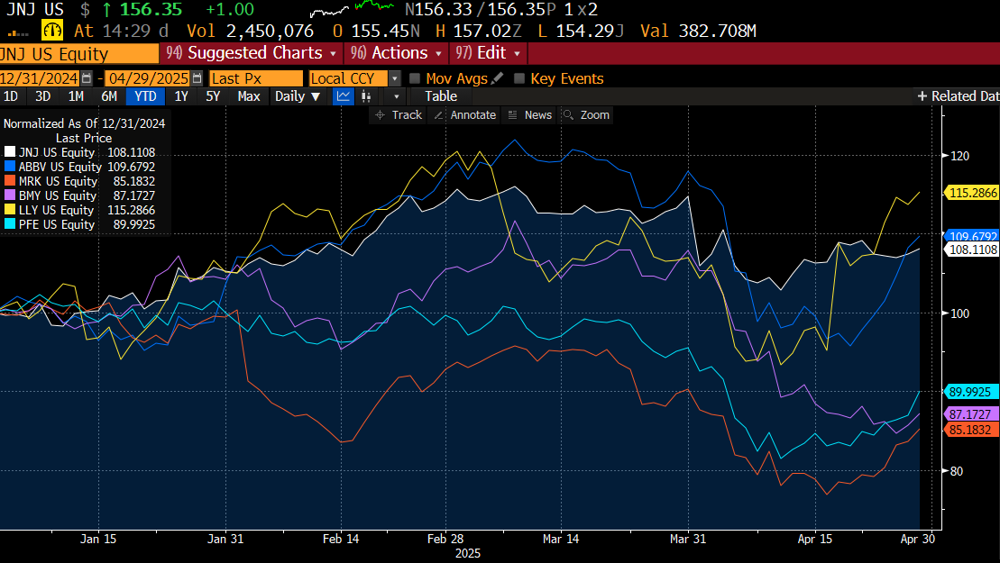 JNJ US $ ↑ 156.35 +1.00 N156.33/156.35P 1x2
At 14:29 d Vol 2,450,076 O 155.45N H 157.02Z L 154.29J Val 382.708M
JNJ US Equity 94) Suggested Charts 96) Actions 97) Edit
12/31/2024 - 04/29/2025 Last Px Local CCY Mov Avgs Key Events
1D 3D 1M 6M YTD 1Y 5Y Max Daily ▼ Table + Related Dat
Track Annotate News Zoom
Normalized As Of 12/31/2024
Last Price
JNJ US Equity 108.1108
ABBV US Equity 109.6792
MRK US Equity 85.1832
BMY US Equity 87.1727
LLY US Equity 115.2866
PFE US Equity 89.9925
120
115.2866
109.6792
108.1108
100
89.9925
87.1727
85.1832
80
Jan 15 Jan 31 Feb 14 Feb 28 Mar 14 Mar 31 Apr 15 Apr 30
2025